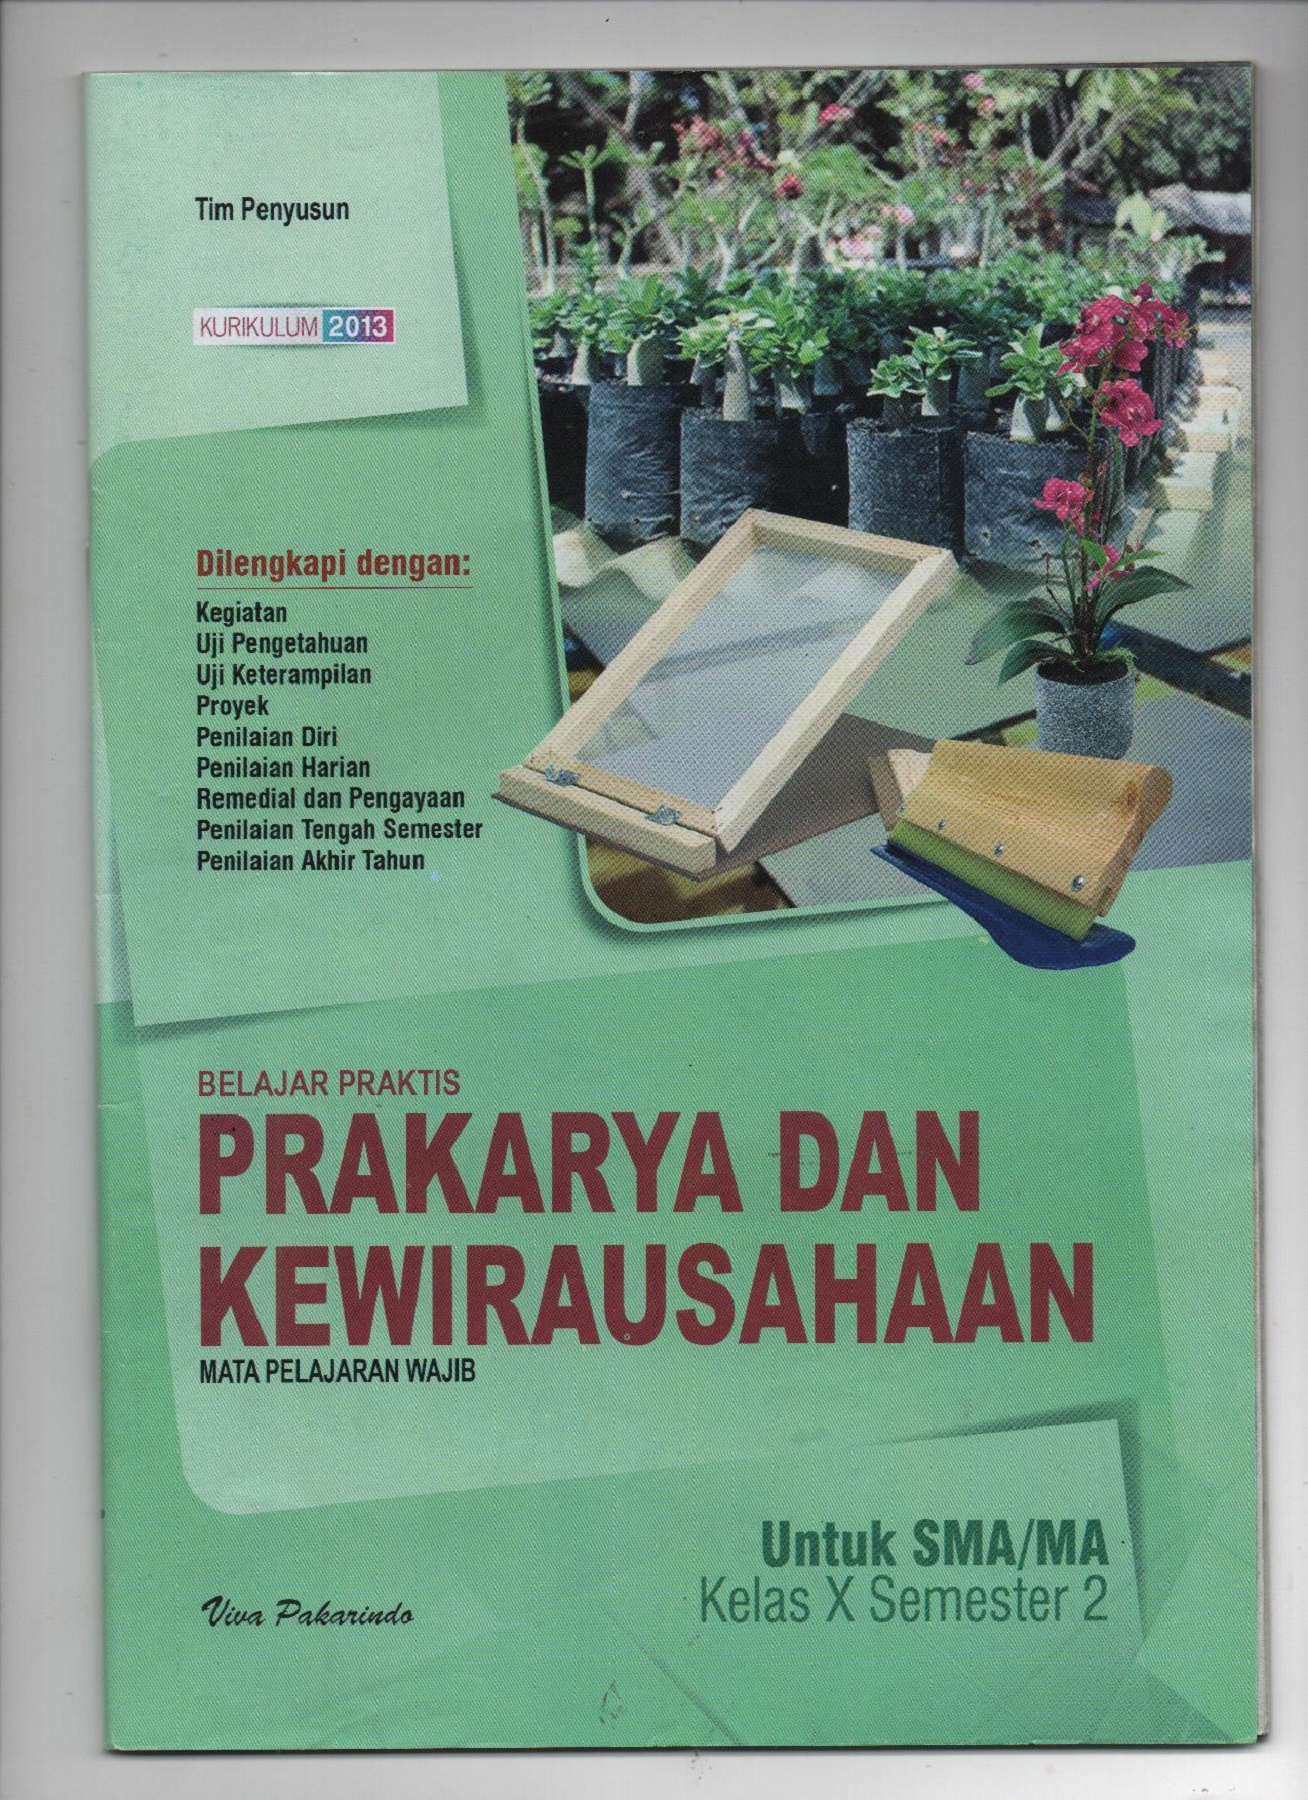 Tim Penyusun
KURIKULUM 2013
Dilengkapi dengan:
Kegiatan
Uji Pengetahuan
Uji Keterampilan
Proyek
Penilaian Diri
Penilaian Harian
Remedial dan Pengayaan
Penilaian Tengah Semester
Penilaian Akhir Tahun
BELAJAR PRAKTIS
PRAKARYA DAN
KEWIRAUSAHAAN
MATA PELAJARAN WAJIB
Untuk SMA/MA
Kelas X Semester 2
Viva Pakarindo